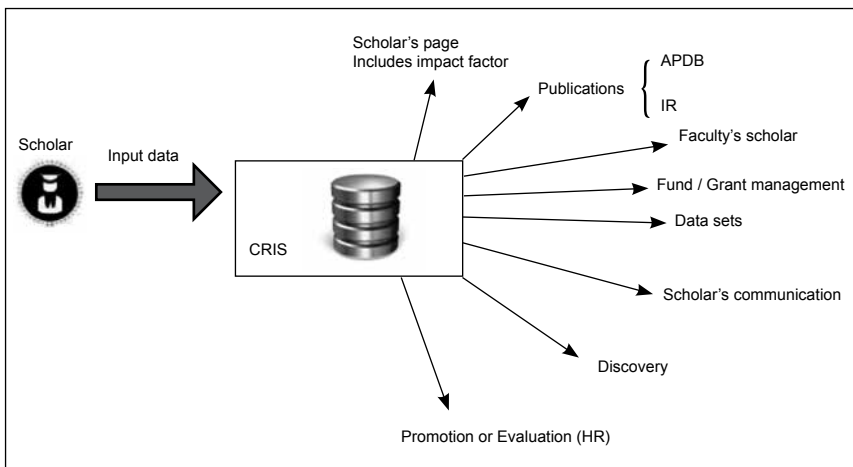 Scholar’s page
Includes impact factor
Publications
APDB
IR
Scholar
Input data
Faculty’s scholar
Fund / Grant management
Data sets
CRIS
Scholar’s communication
Discovery
Promotion or Evaluation (HR)